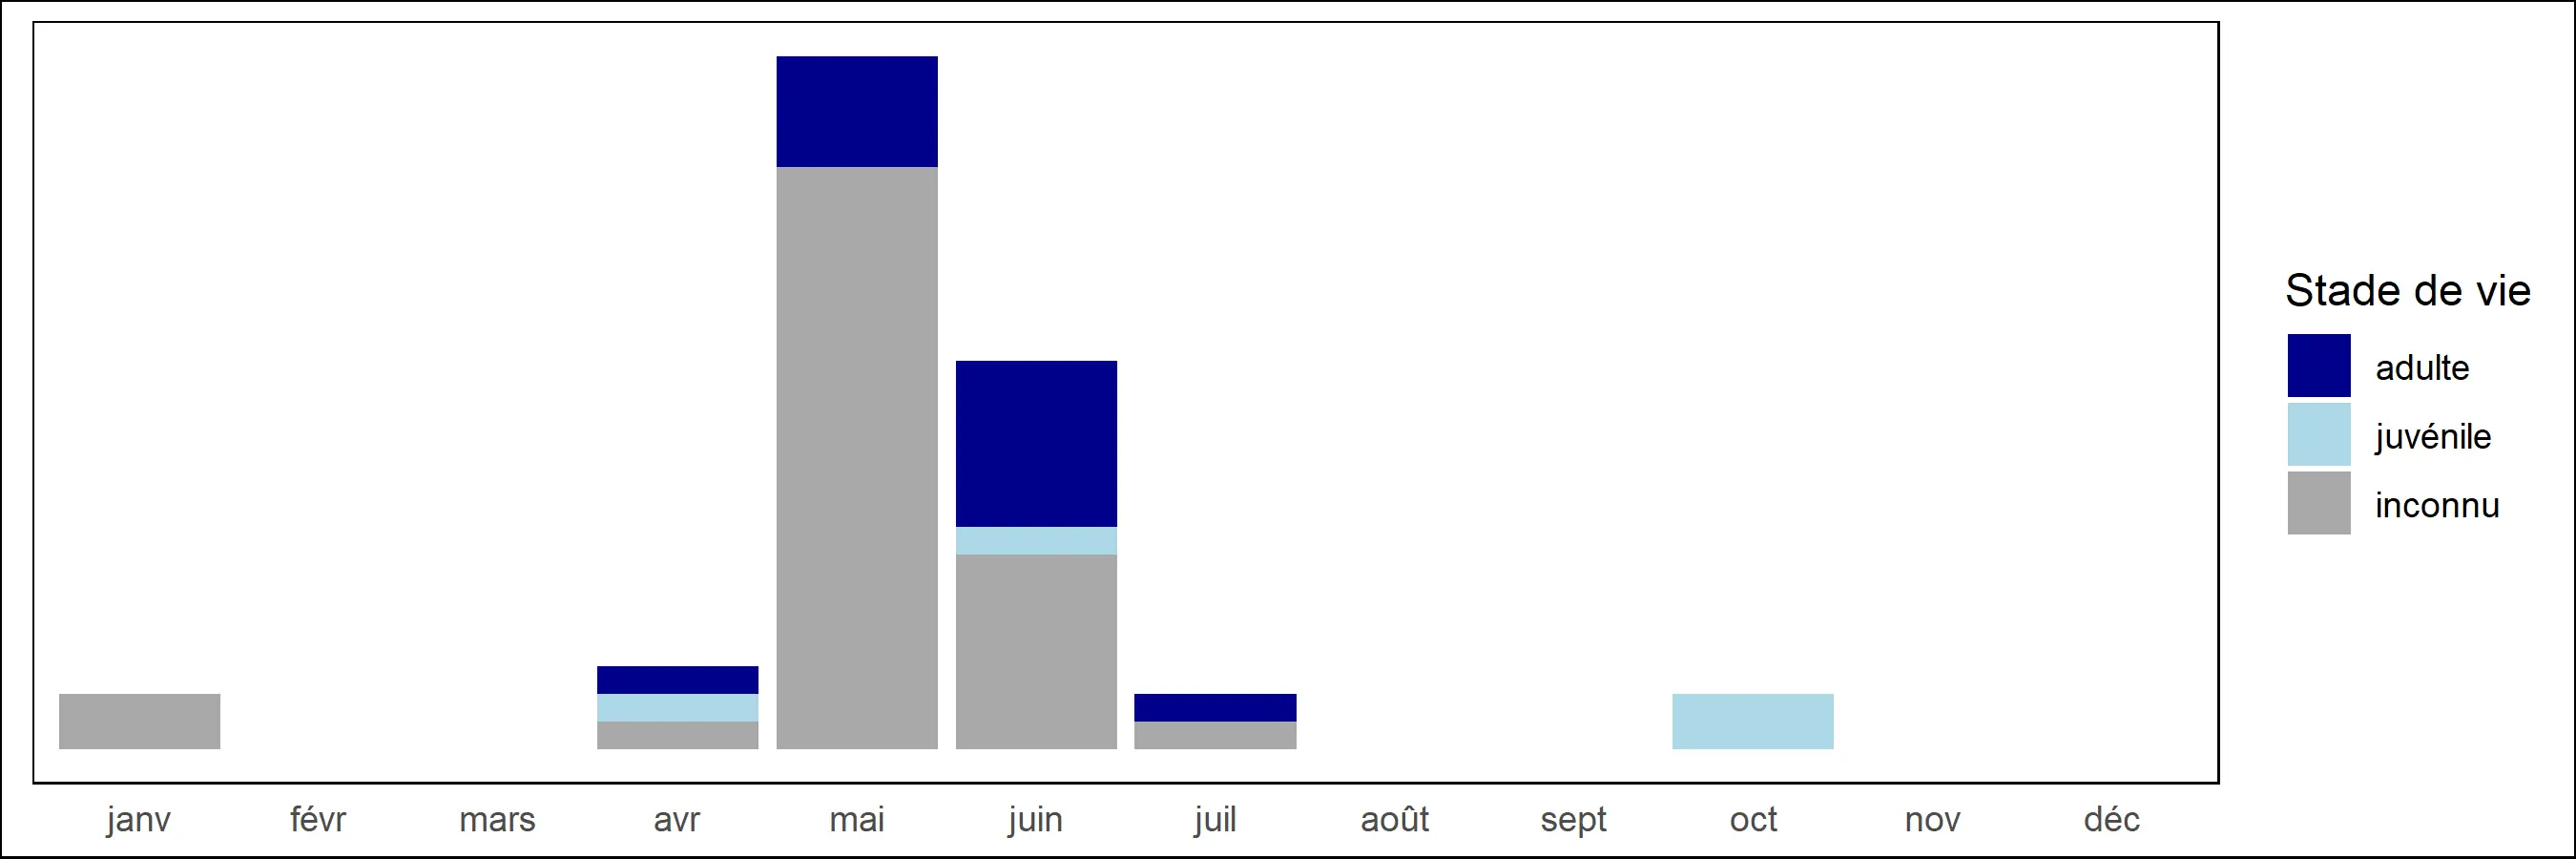 Stade de vie
adulte
juvénile
inconnu
janv févr mars avr mai juin juil août sept oct nov déc